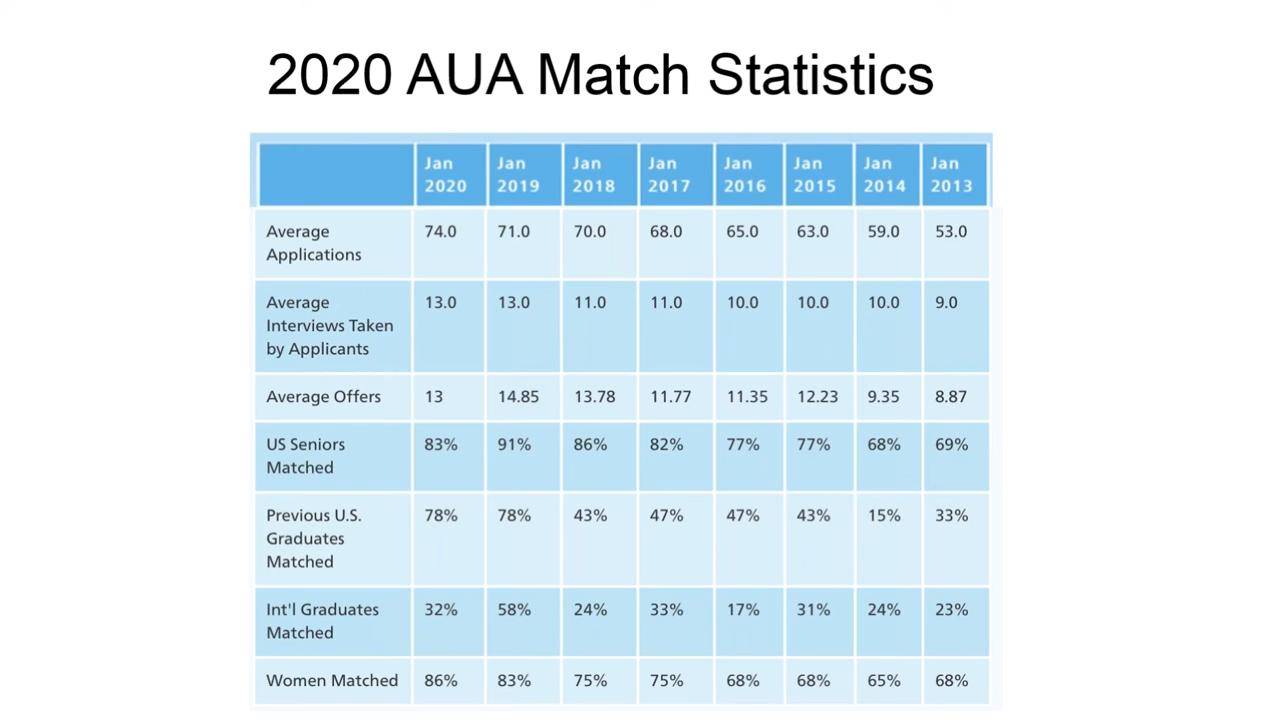 2020 AUA Match Statistics
Jan 2020 Jan 2019 Jan 2018 Jan 2017 Jan 2016 Jan 2015 Jan 2014 Jan 2013
Average Applications 74.0 71.0 70.0 68.0 65.0 63.0 59.0 53.0
Average Interviews Taken by Applicants 13.0 13.0 11.0 11.0 10.0 10.0 10.0 9.0
Average Offers 13 14.85 13.78 11.77 11.35 12.23 9.35 8.87
US Seniors Matched 83% 91% 86% 82% 77% 77% 68% 69%
Previous U.S. Graduates Matched 78% 78% 43% 47% 47% 43% 15% 33%
Int'l Graduates Matched 32% 58% 24% 33% 17% 31% 24% 23%
Women Matched 86% 83% 75% 75% 68% 68% 65% 68%